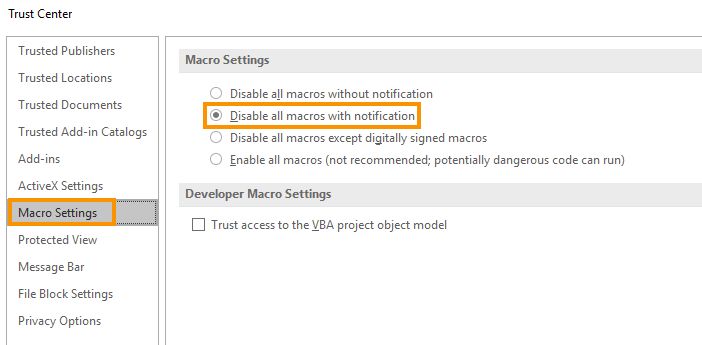 Trust Center
Trusted Publishers
Trusted Locations
Trusted Documents
Trusted Add-in Catalogs
Add-ins
ActiveX Settings
Macro Settings
Protected View
Message Bar
File Block Settings
Privacy Options
Macro Settings
Disable all macros without notification
Disable all macros with notification
Disable all macros except digitally signed macros
Enable all macros (not recommended; potentially dangerous code can run)
Developer Macro Settings
Trust access to the VBA project object model